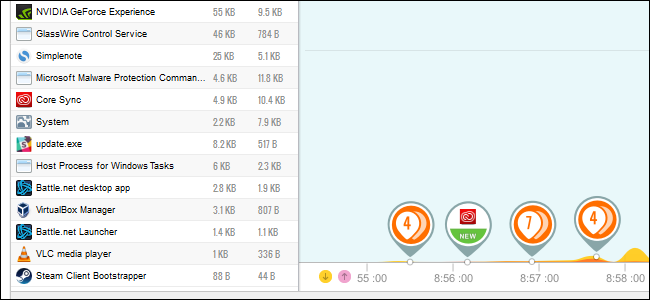 NVIDIA GeForce Experience 55 KB 9.5 KB
GlassWire Control Service 46 KB 784 B
Simplenote 25 KB 5.1 KB
Microsoft Malware Protection Comman... 4.6 KB 11.8 KB
Core Sync 4.9 KB 10.4 KB
System 2.2 KB 7.9 KB
update.exe 8.2 KB 517 B
Host Process for Windows Tasks 6 KB 2.3 KB
Battle.net desktop app 2.8 KB 1.9 KB
VirtualBox Manager 3.1 KB 807 B
Battle.net Launcher 1.4 KB 1.1 KB
VLC media player 1 KB 336 B
Steam Client Bootstrapper 88 B 44 B
4 7 4
NEW
55:00 8:56:00 8:57:00 8:58:00